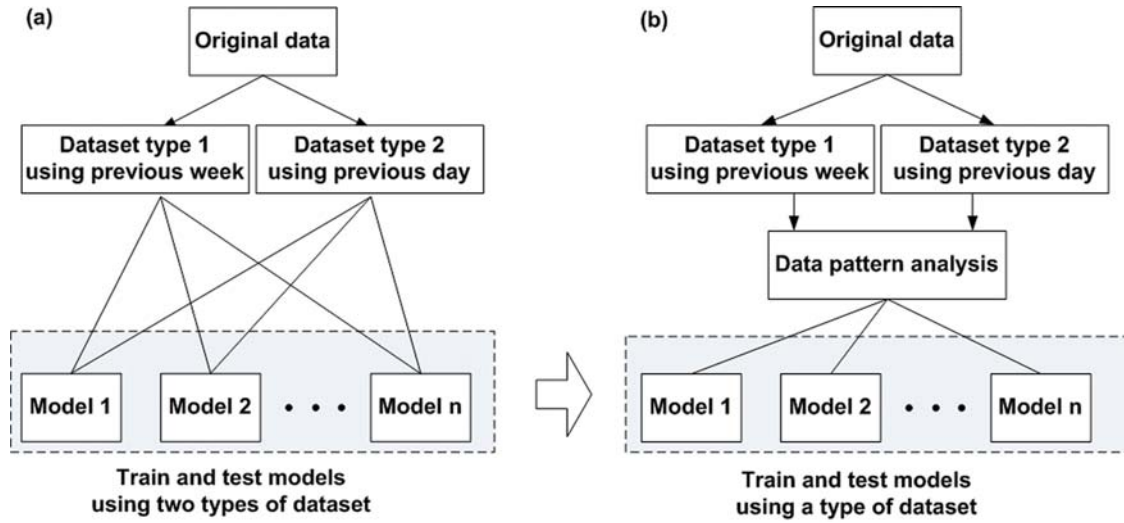 (a)
Original data
Dataset type 1
using previous week
Dataset type 2
using previous day
Model 1
Model 2
• • •
Model n
Train and test models
using two types of dataset
(b)
Original data
Dataset type 1
using previous week
Dataset type 2
using previous day
Data pattern analysis
Model 1
Model 2
• • •
Model n
Train and test models
using a type of dataset